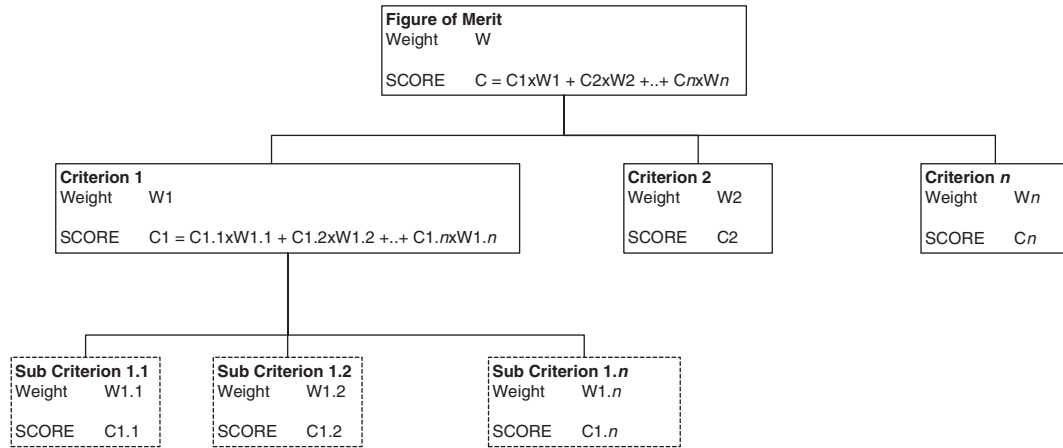 Figure of Merit
Weight W
SCORE C = C1xW1 + C2xW2 +..+ CnxWn
Criterion 1
Weight W1
SCORE C1 = C1.1xW1.1 + C1.2xW1.2 +..+ C1.nxW1.n
Criterion 2
Weight W2
SCORE C2
Criterion n
Weight Wn
SCORE Cn
Sub Criterion 1.1
Weight W1.1
SCORE C1.1
Sub Criterion 1.2
Weight W1.2
SCORE C1.2
Sub Criterion 1.n
Weight W1.n
SCORE C1.n